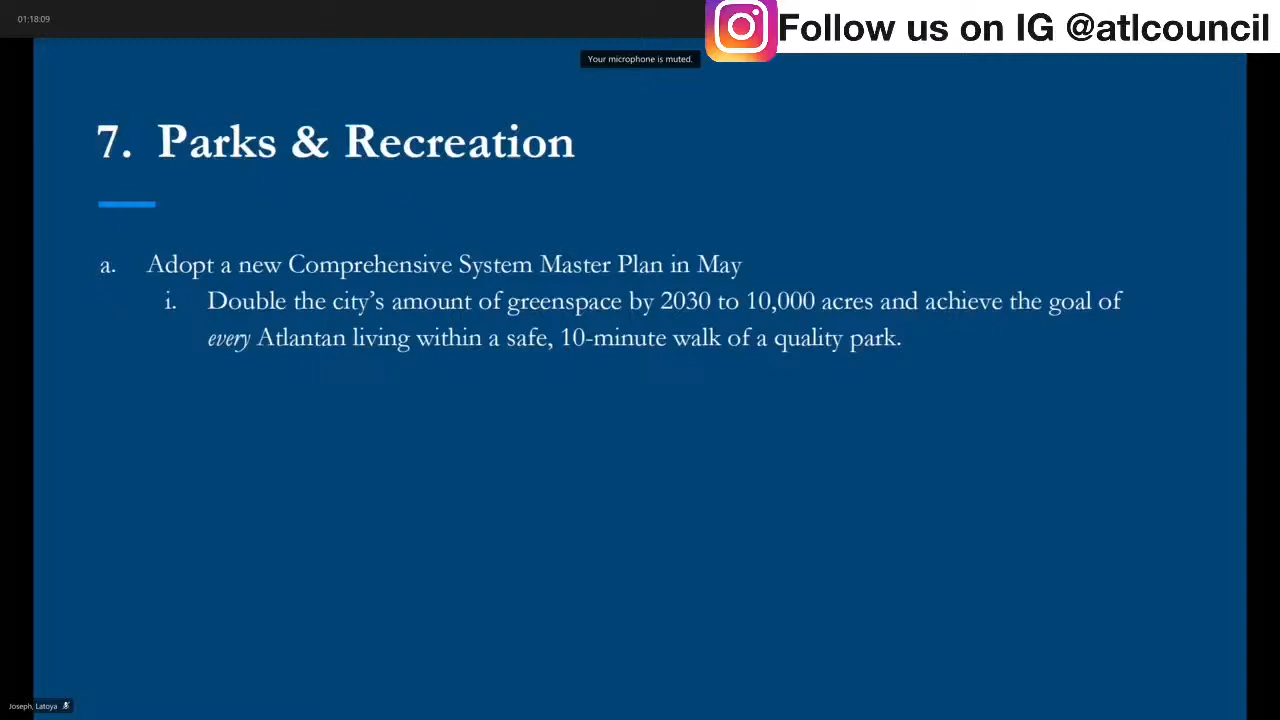 01:18:09
Follow us on IG @atlcouncil
Your microphone is muted.
7. Parks & Recreation
a. Adopt a new Comprehensive System Master Plan in May
i. Double the city’s amount of greenspace by 2030 to 10,000 acres and achieve the goal of
every Atlantan living within a safe, 10-minute walk of a quality park.
Joseph, Latoya